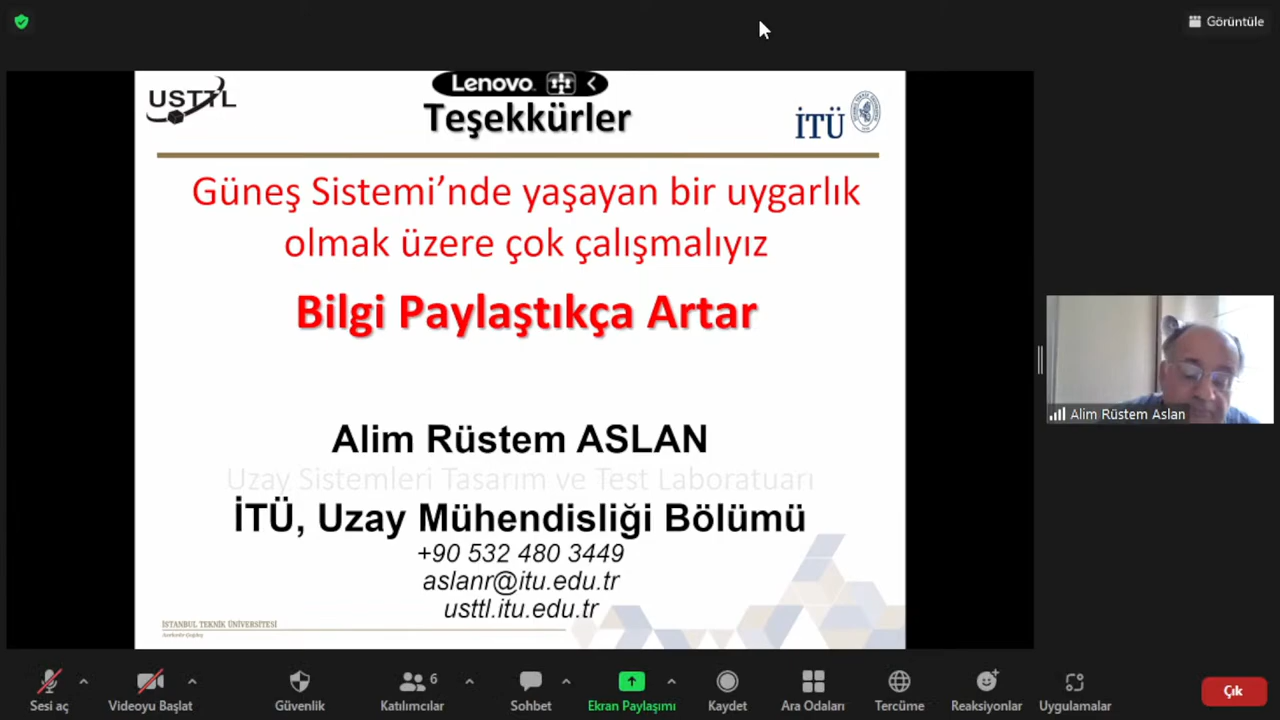 Görüntüle
USTTL
Lenovo
Teşekkürler
İTÜ
Güneş Sistemi’nde yaşayan bir uygarlık
olmak üzere çok çalışmalıyız
Bilgi Paylaştıkça Artar
Alim Rüstem ASLAN
Uzay Sistemleri Tasarım ve Test Laboratuarı
İTÜ, Uzay Mühendisliği Bölümü
+90 532 480 3449
aslanr@itu.edu.tr
usttl.itu.edu.tr
İSTANBUL TEKNİK ÜNİVERSİTESİ
Alim Rüstem Aslan
Sesi aç
Videoyu Başlat
Güvenlik
6
Katılımcılar
Sohbet
Ekran Paylaşımı
Kaydet
Ara Odaları
Tercüme
Reaksiyonlar
Uygulamalar
Çık